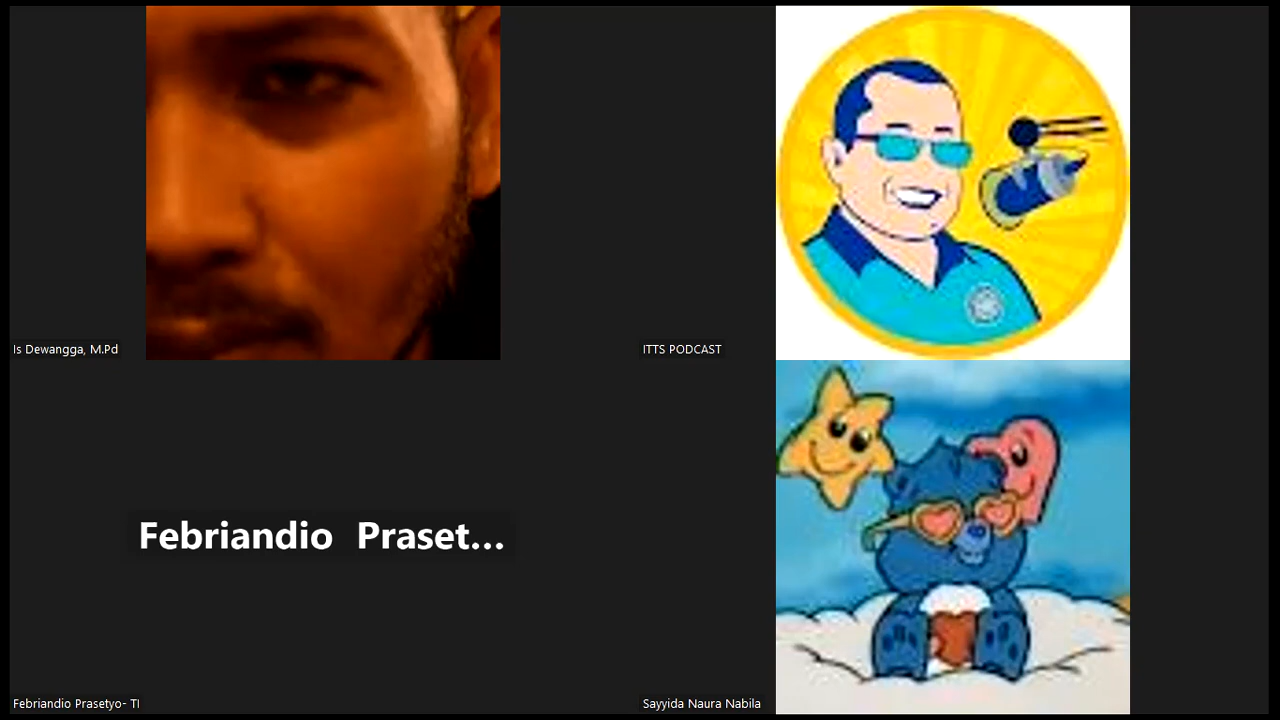 Is Dewangga, M.Pd
ITTS PODCAST
Febriandio Praset...
Febriandio Prasetyo- TI
Sayyida Naura Nabila